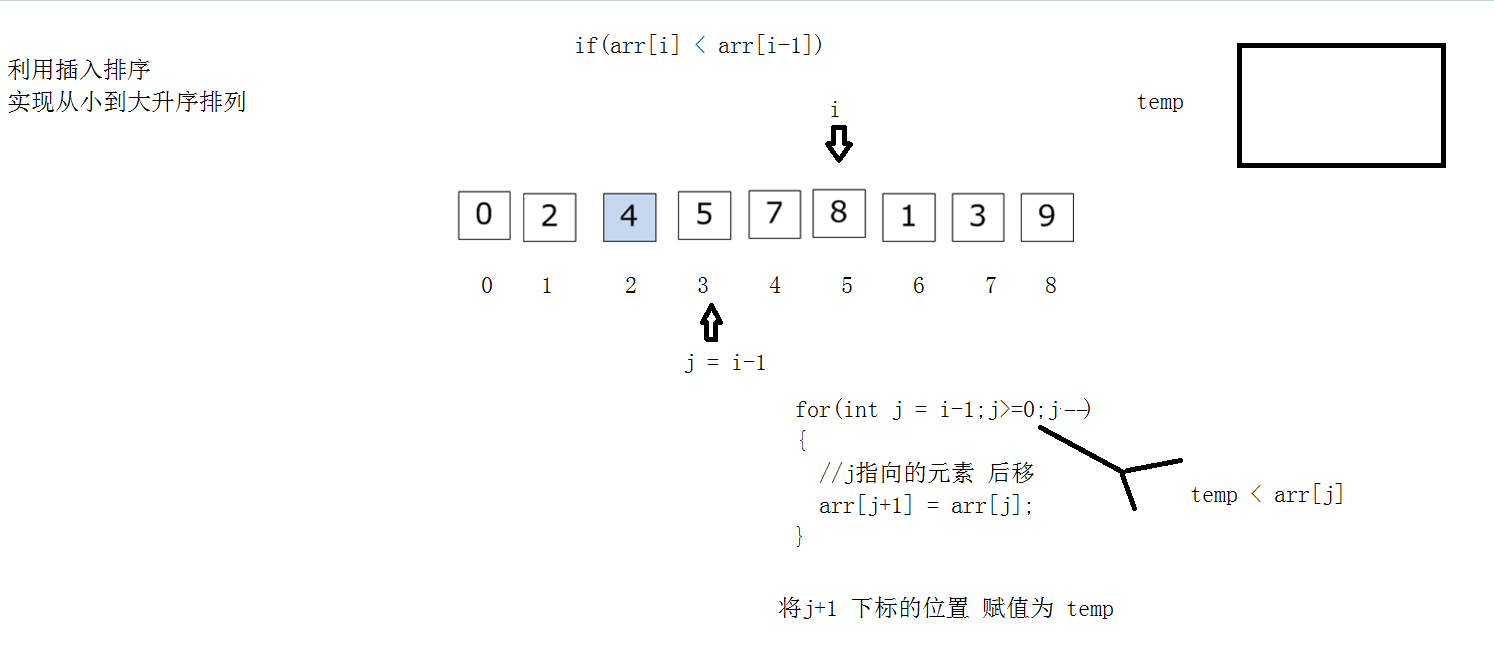 if(arr[i] < arr[i-1])
利用插入排序
实现从小到大升序排列
i
temp
0 2 4 5 7 8 1 3 9
0 1 2 3 4 5 6 7 8
j = i-1
for(int j = i-1;j>=0;j--)
{
//j指向的元素 后移
arr[j+1] = arr[j];
}
temp < arr[j]
将j+1 下标的位置 赋值为 temp